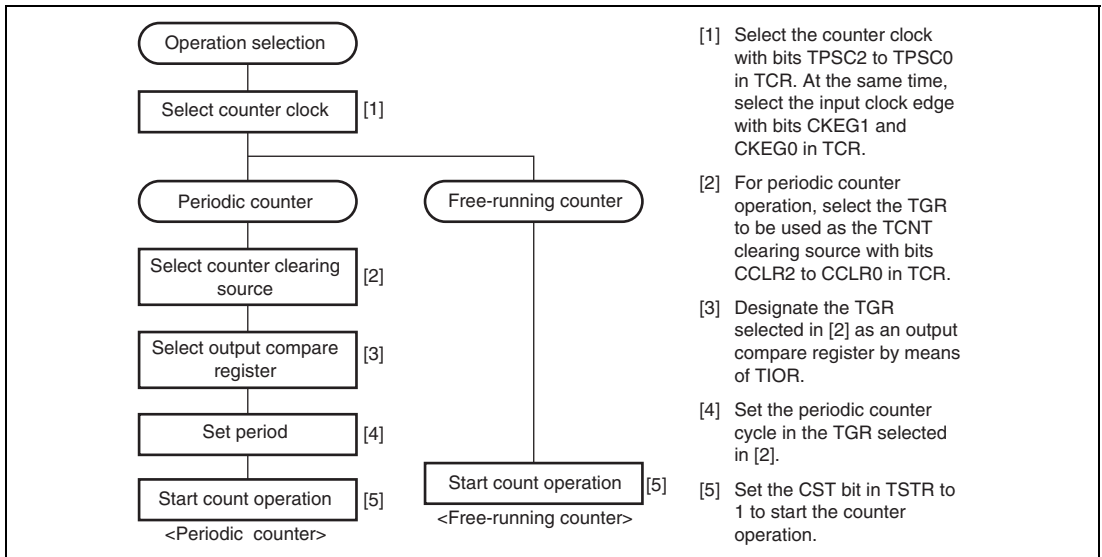 Operation selection
Select counter clock
[1]
Periodic counter
Free-running counter
Select counter clearing
source
[2]
Select output compare
register
[3]
Set period
[4]
Start count operation
[5]
<Periodic counter>
Start count operation
[5]
<Free-running counter>
[1] Select the counter clock
with bits TPSC2 to TPSC0
in TCR. At the same time,
select the input clock edge
with bits CKEG1 and
CKEG0 in TCR.
[2] For periodic counter
operation, select the TGR
to be used as the TCNT
clearing source with bits
CCLR2 to CCLR0 in TCR.
[3] Designate the TGR
selected in [2] as an output
compare register by means
of TIOR.
[4] Set the periodic counter
cycle in the TGR selected
in [2].
[5] Set the CST bit in TSTR to
1 to start the counter
operation.